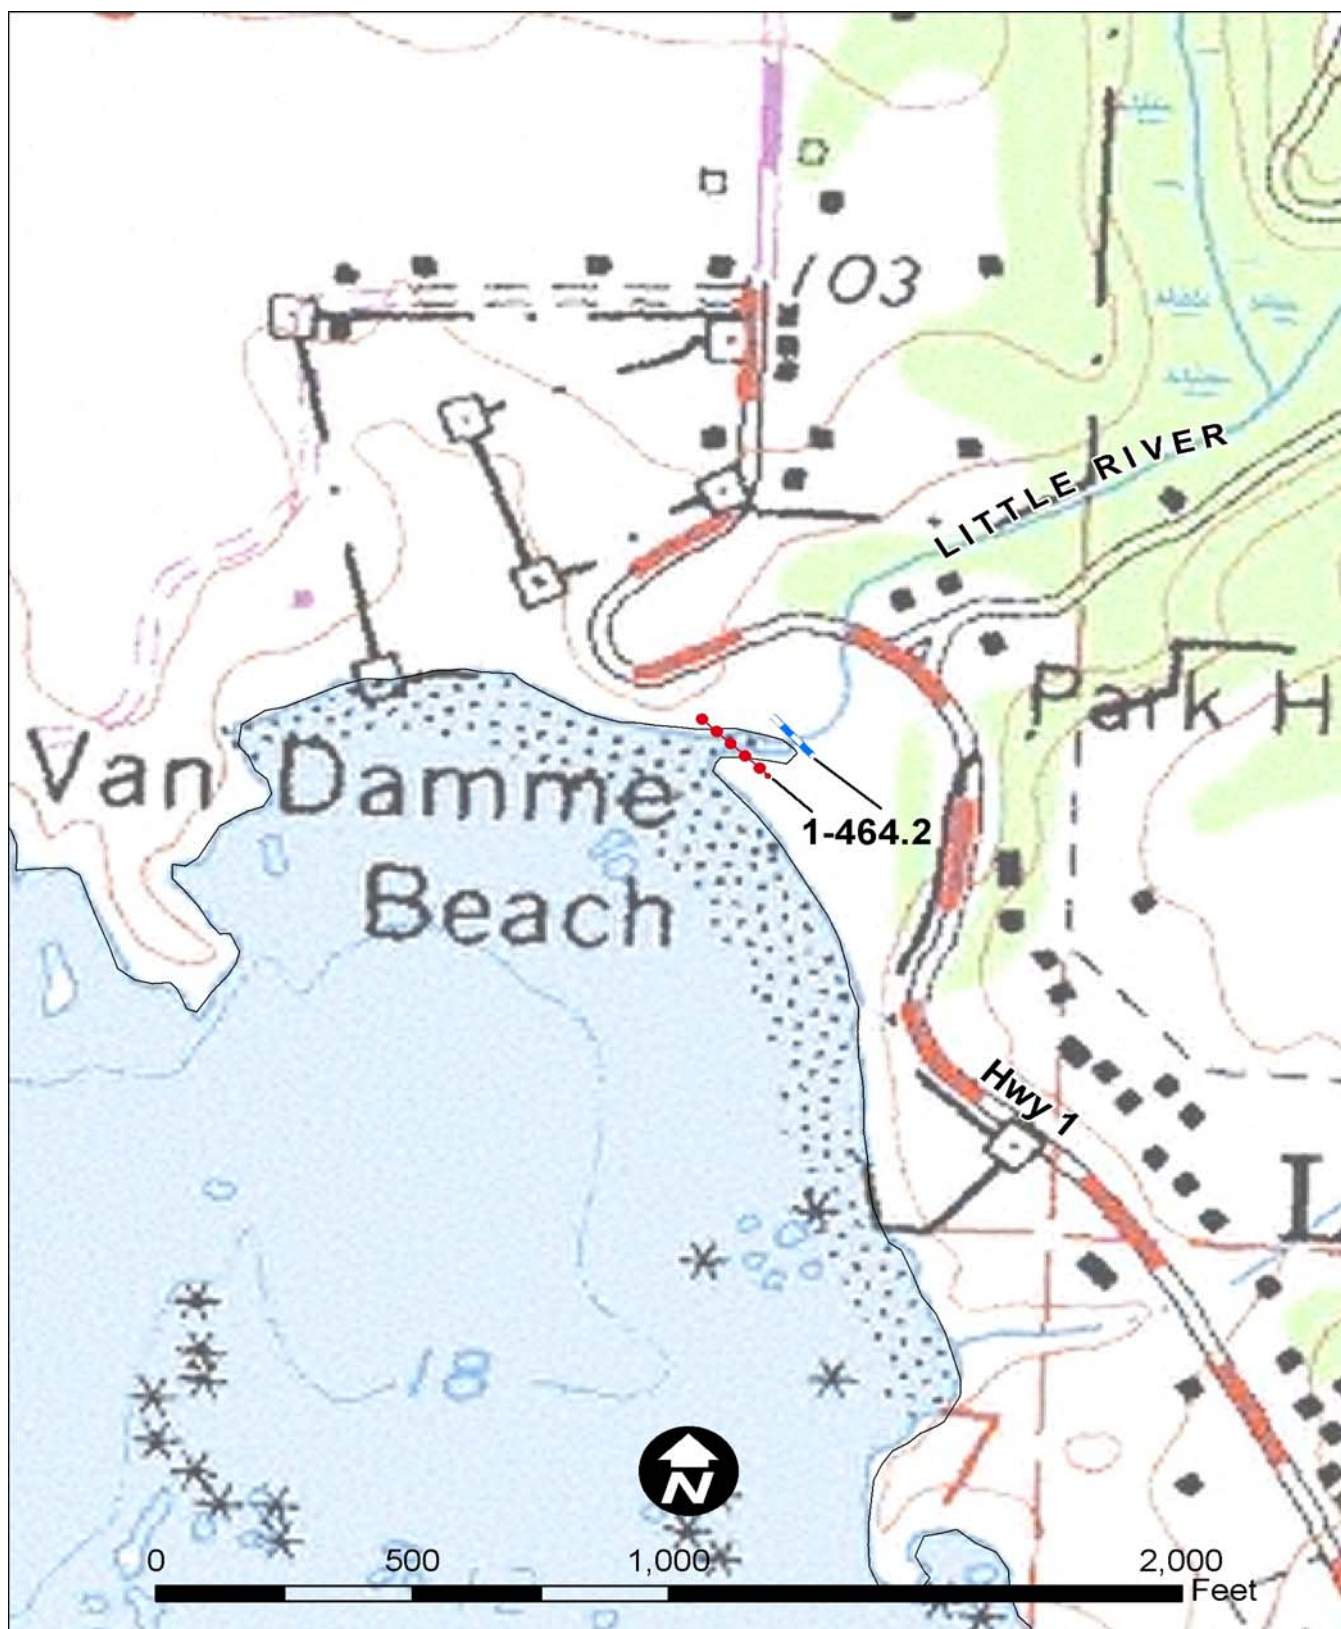 103
LITTLE RIVER
Park H
Van Damme
Beach
1-464.2
Hwy 1
L
18
7
N
0 500 1,000 2,000
Feet